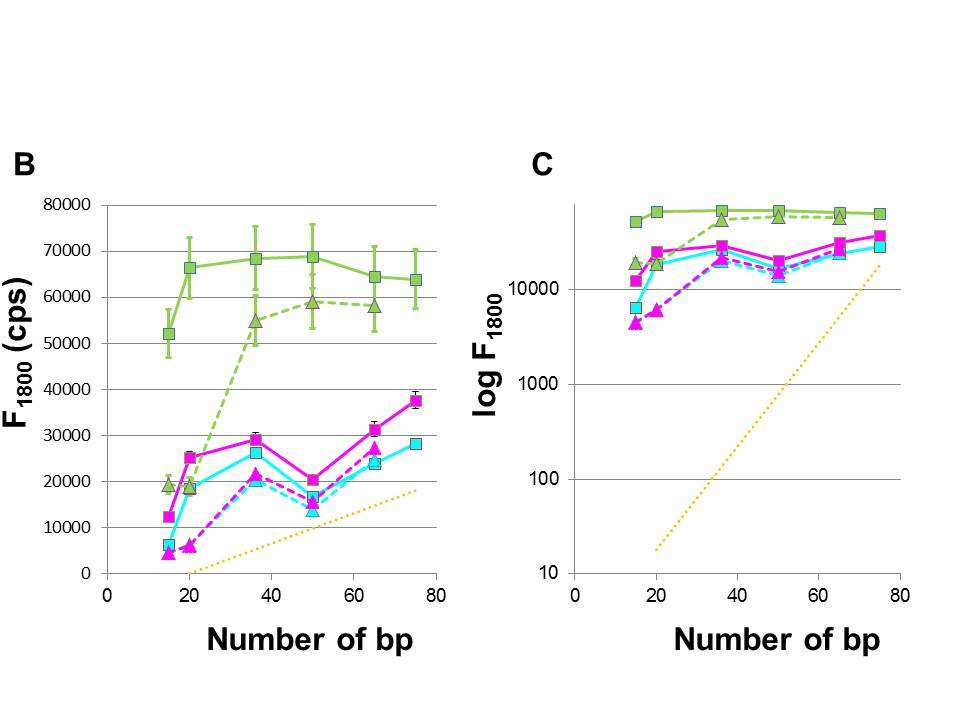 B
F1800 (cps)
80000
70000
60000
50000
40000
30000
20000
10000
0
0 20 40 60 80
Number of bp
C
log F1800
10000
1000
100
10
0 20 40 60 80
Number of bp